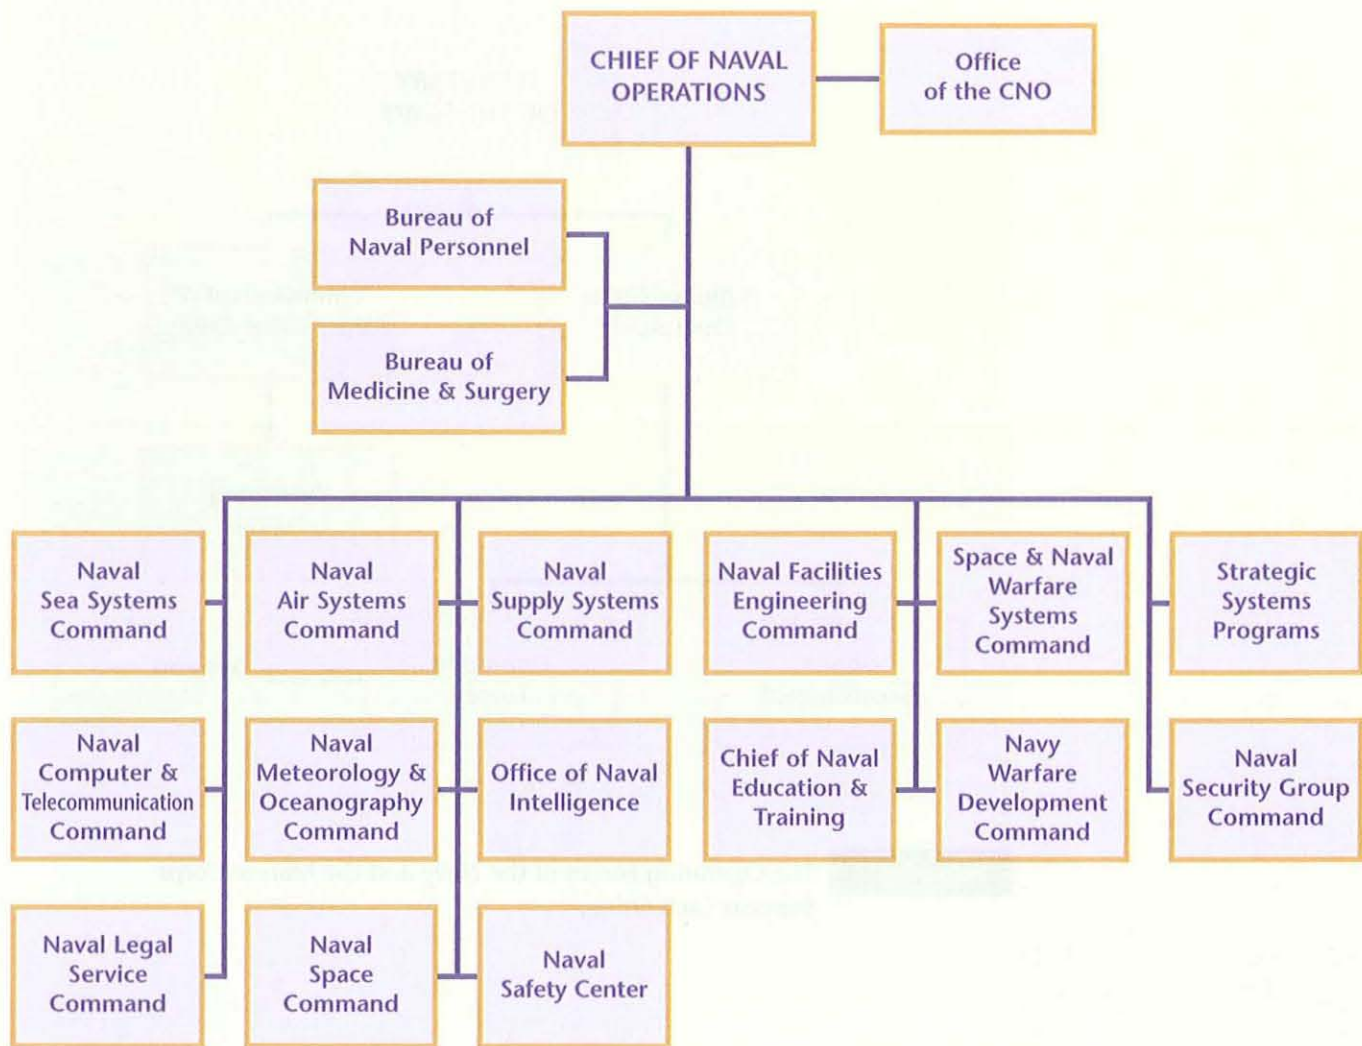 CHIEF OF NAVAL
OPERATIONS
Office
of the CNO
Bureau of
Naval Personnel
Bureau of
Medicine & Surgery
Naval
Sea Systems
Command
Naval
Air Systems
Command
Naval
Supply Systems
Command
Naval Facilities
Engineering
Command
Space & Naval
Warfare
Systems
Command
Strategic
Systems
Programs
Naval
Computer &
Telecommunication
Command
Naval
Meteorology &
Oceanography
Command
Office of Naval
Intelligence
Chief of Naval
Education &
Training
Navy
Warfare
Development
Command
Naval
Security Group
Command
Naval Legal
Service
Command
Naval
Space
Command
Naval
Safety Center